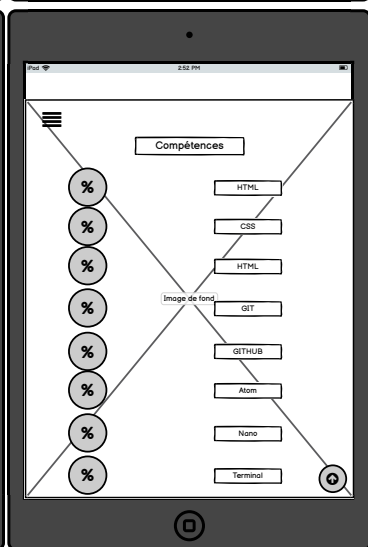 iPad 2:52 PM
Compétences
% HTML
% CSS
% HTML
Image de fond
% GIT
% GITHUB
% Atom
% Nano
% Terminal